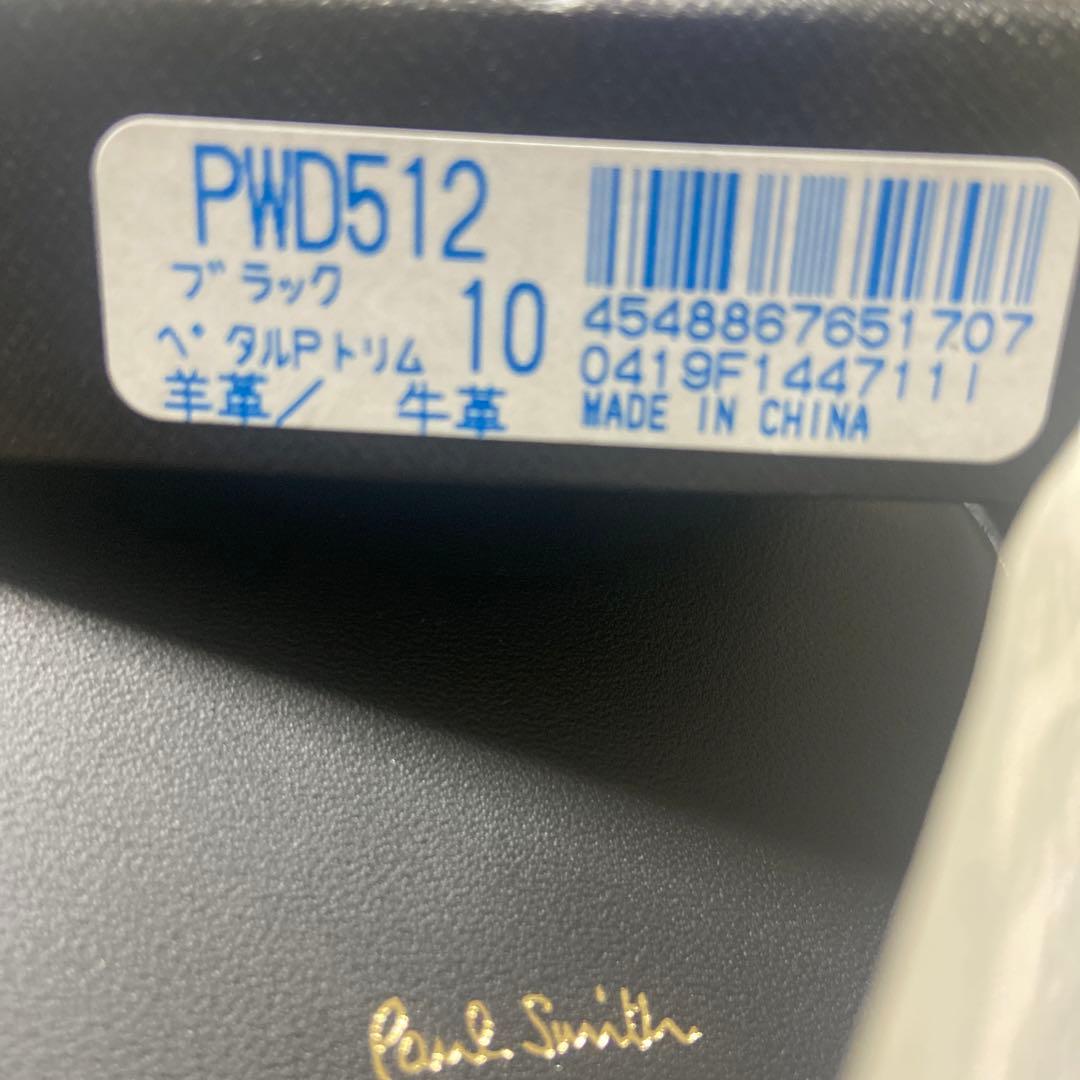 PWD512
ブラック
ペタルPトリム 10
羊革/ 牛革
4548867651707
0419F1447111
MADE IN CHINA
Paul Smith